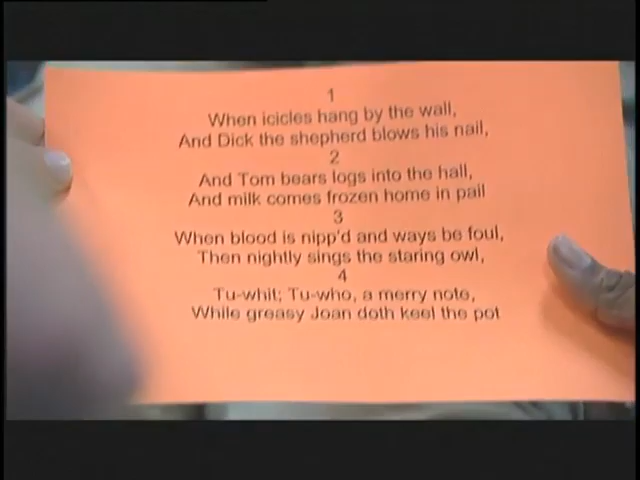 1
When icicles hang by the wall,
And Dick the shepherd blows his nail,
2
And Tom bears logs into the hall,
And milk comes frozen home in pail
3
When blood is nipp'd and ways be foul,
Then nightly sings the staring owl,
4
Tu-whit; Tu-who, a merry note,
While greasy Joan doth keel the pot